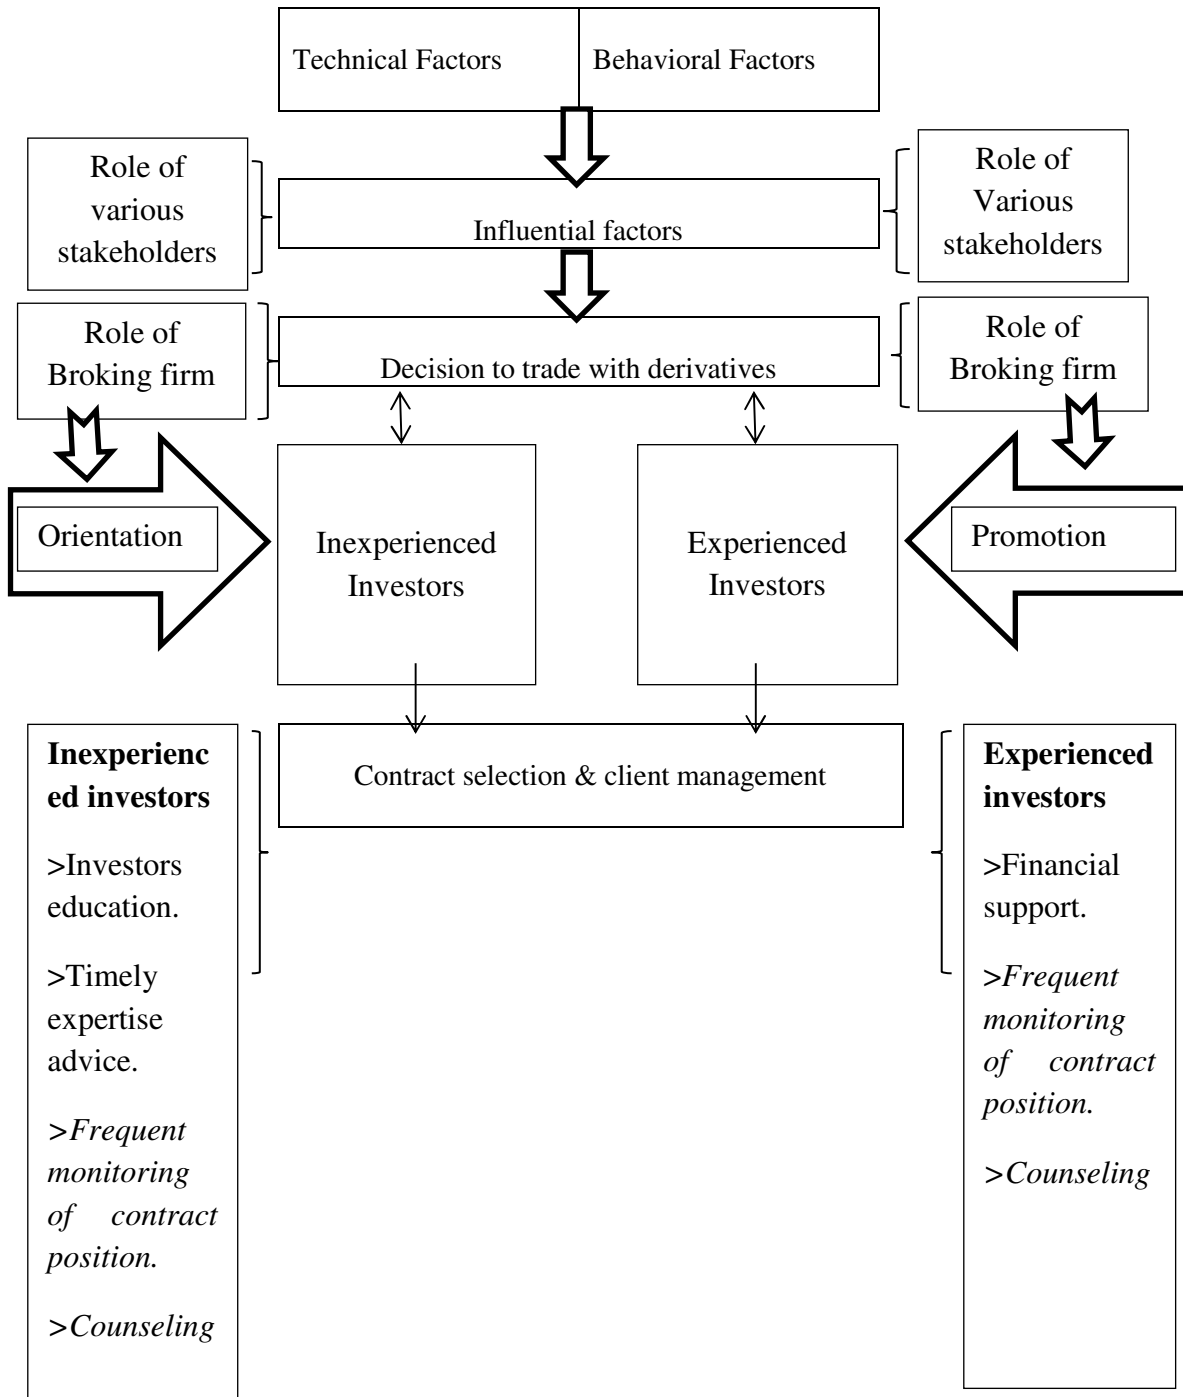 Technical Factors
Behavioral Factors
Role of
various
stakeholders
Influential factors
Role of
Various
stakeholders
Role of
Broking firm
Decision to trade with derivatives
Role of
Broking firm
Orientation
Inexperienced
Investors
Experienced
Investors
Promotion
Contract selection & client management
Inexperienc
ed investors
>Investors
education.
>Timely
expertise
advice.
>Frequent
monitoring
of contract
position.
>Counseling
Experienced
investors
>Financial
support.
>Frequent
monitoring
of contract
position.
>Counseling